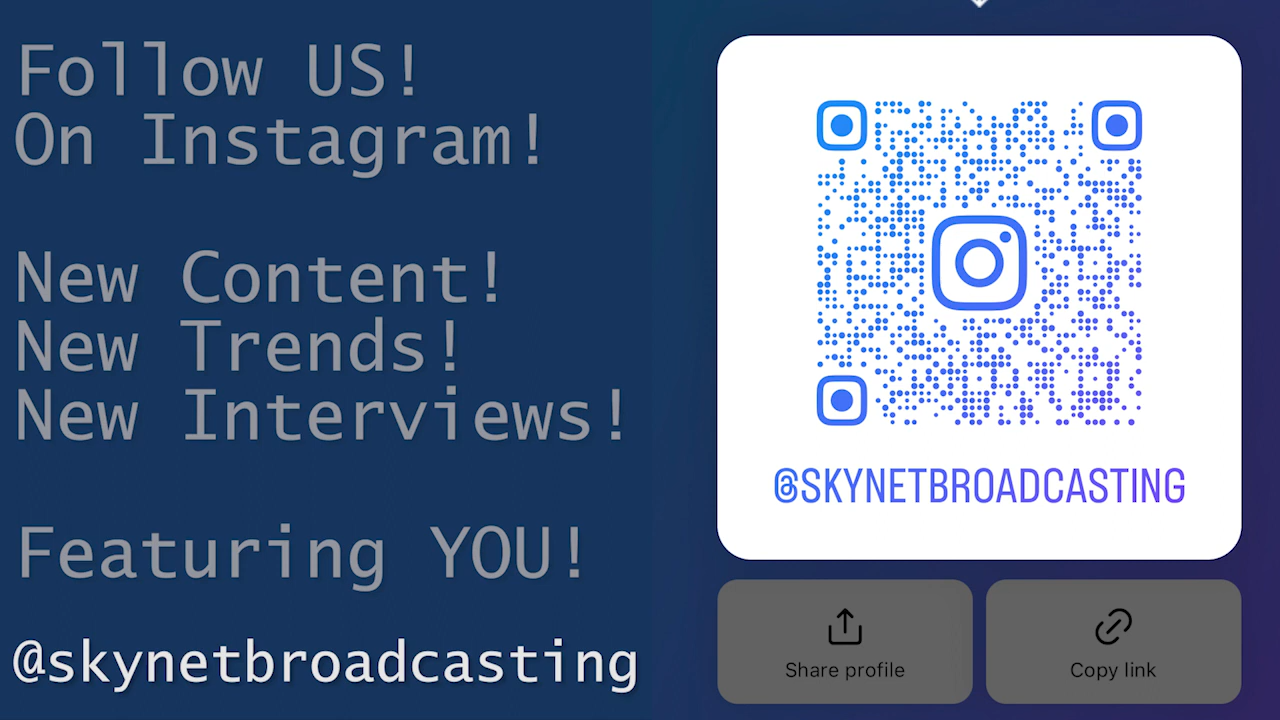 Follow US!
On Instagram!
New Content!
New Trends!
New Interviews!
Featuring YOU!
@skynetbroadcasting
@SKYNETBROADCASTING
Share profile
Copy link